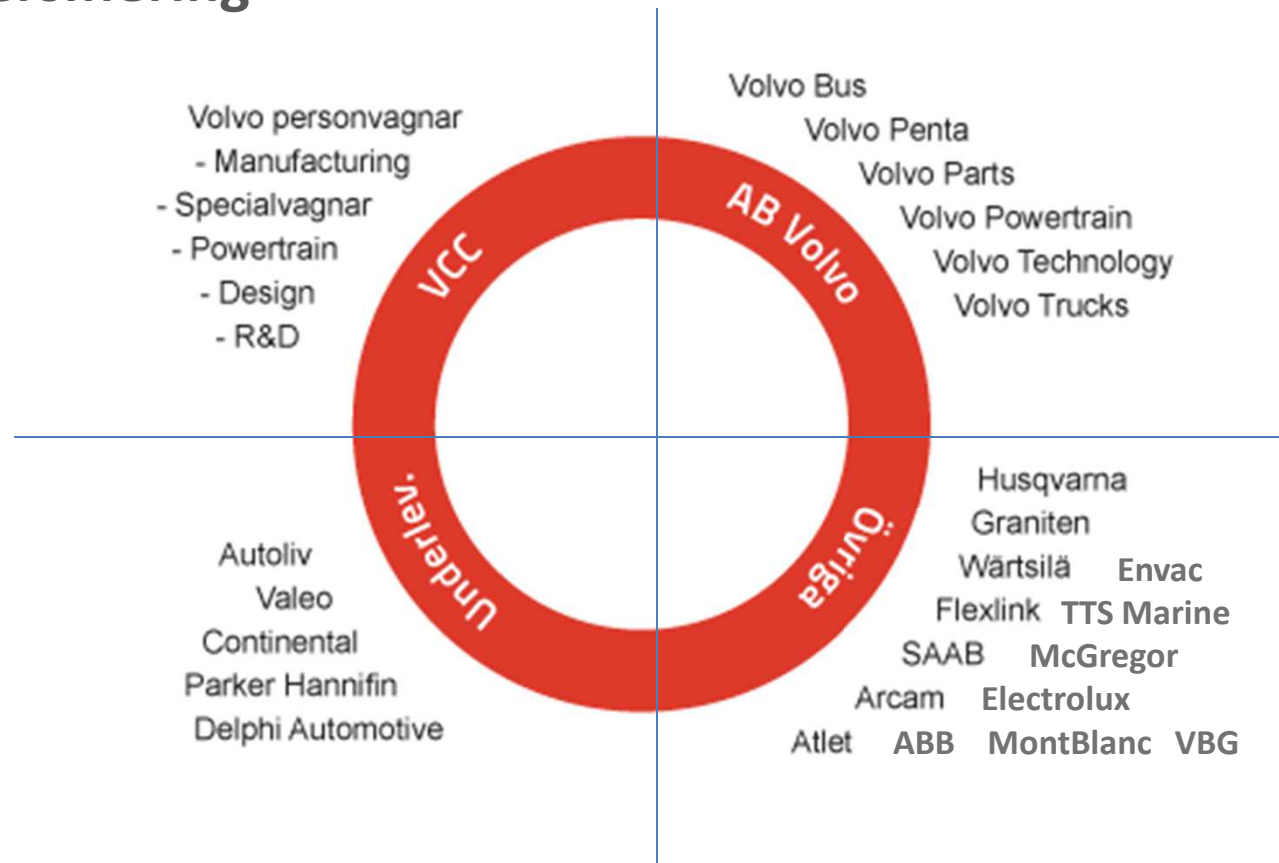 Volvo personvagnar
- Manufacturing
- Specialvagnar
- Powertrain
- Design
- R&D
VCC
Volvo Bus
Volvo Penta
Volvo Parts
Volvo Powertrain
Volvo Technology
Volvo Trucks
AB Volvo
Autoliv
Valeo
Continental
Parker Hannifin
Delphi Automotive
Underlev.
Övriga
Husqvarna
Graniten
Wärtsilä Envac
Flexlink TTS Marine
SAAB McGregor
Arcam Electrolux
Atlet ABB MontBlanc VBG